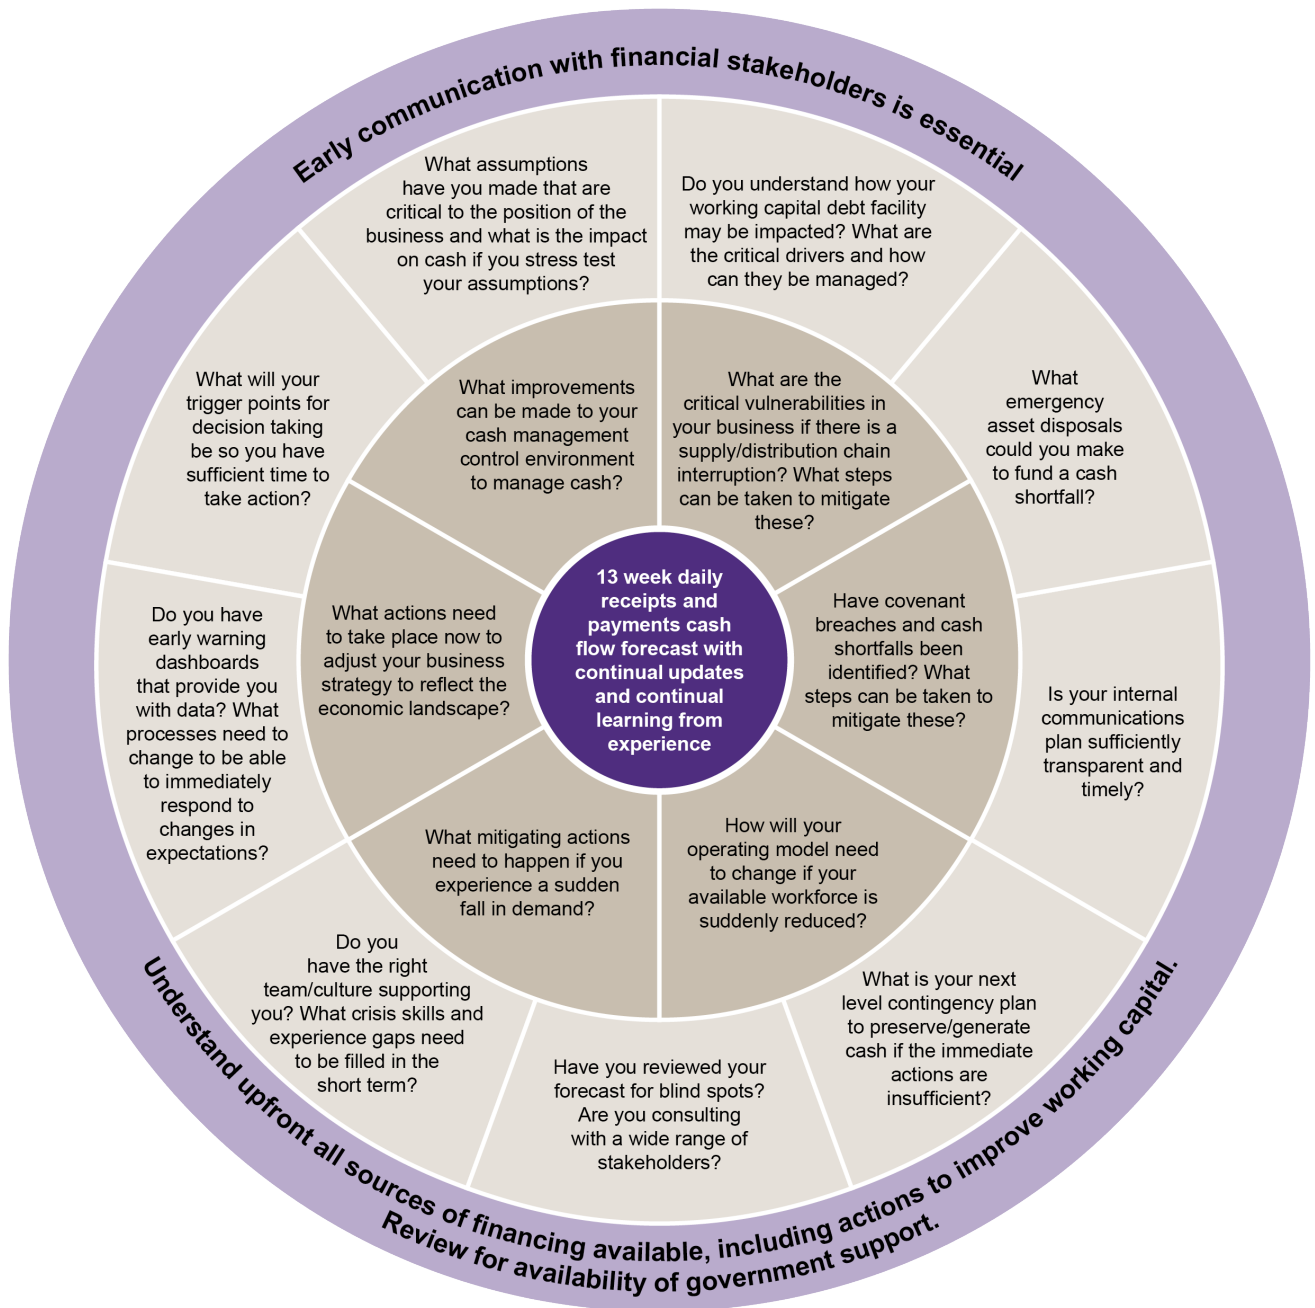 Early communication with financial stakeholders is essential
What assumptions
have you made that are
critical to the position of the
business and what is the impact
on cash if you stress test
your assumptions?
Do you understand how your
working capital debt facility
may be impacted? What are
the critical drivers and how
can they be managed?
What
emergency
asset disposals
could you make
to fund a cash
shortfall?
Is your internal
communications
plan sufficiently
transparent and
timely?
What is your next
level contingency plan
to preserve/generate
cash if the immediate
actions are
insufficient?
Have you reviewed your
forecast for blind spots?
Are you consulting
with a wide range of
stakeholders?
Do you
have the right
team/culture supporting
you? What crisis skills and
experience gaps need
to be filled in the
short term?
Do you have
early warning
dashboards
that provide you
with data? What
processes need to
change to be able
to immediately
respond to
changes in
expectations?
What will your
trigger points for
decision taking
be so you have
sufficient time to
take action?
What improvements
can be made to your
cash management
control environment
to manage cash?
What are the
critical vulnerabilities in
your business if there is a
supply/distribution chain
interruption? What steps
can be taken to mitigate
these?
Have covenant
breaches and cash
shortfalls been
identified? What
steps can be taken to
mitigate these?
How will your
operating model need
to change if your
available workforce is
suddenly reduced?
What mitigating actions
need to happen if you
experience a sudden
fall in demand?
What actions need
to take place now to
adjust your business
strategy to reflect the
economic landscape?
13 week daily
receipts and
payments cash
flow forecast with
continual updates
and continual
learning from
experience
Understand upfront all sources of financing available, including actions to improve working capital.
Review for availability of government support.